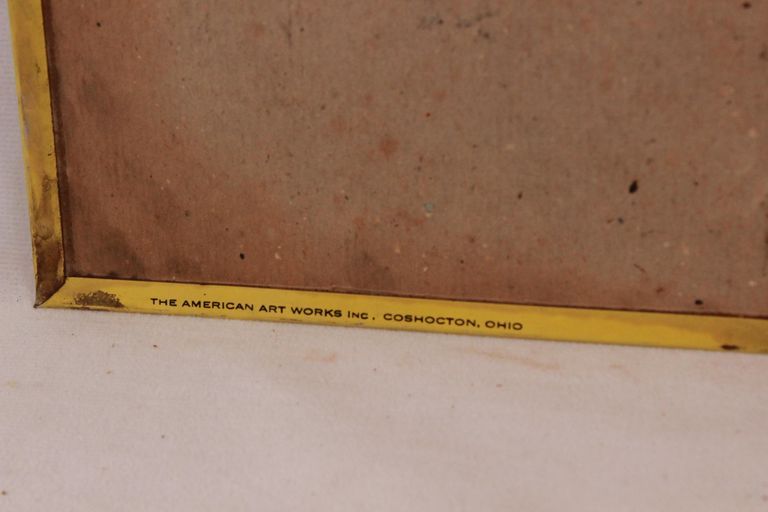 THE AMERICAN ART WORKS INC. COSHOCTON, OHIO